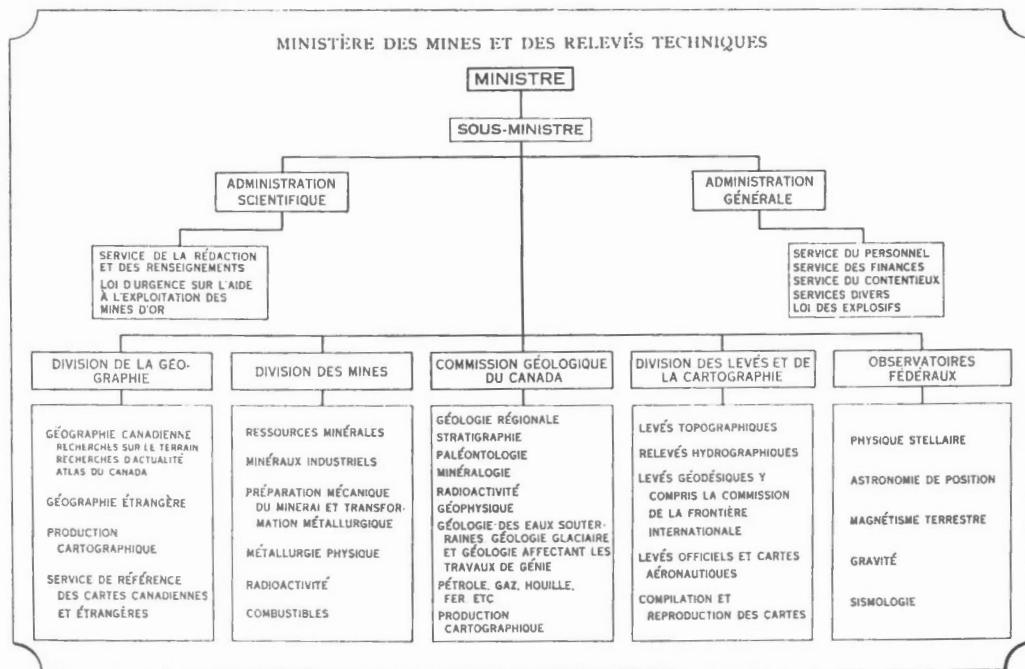 MINISTÈRE DES MINES ET DES RELEVÉS TECHNIQUES
MINISTRE
SOUS-MINISTRE
ADMINISTRATION
SCIENTIFIQUE
ADMINISTRATION
GÉNÉRALE
SERVICE DE LA RÉDACTION
ET DES RENSEIGNEMENTS
LOI D'URGENCE SUR L'AIDE
À L'EXPLOITATION DES
MINES D'OR
SERVICE DU PERSONNEL
SERVICE DES FINANCES
SERVICE DU CONTENTIEUX
SERVICES DIVERS
LOI DES EXPLOSIFS
DIVISION DE LA GÉO-
GRAPHIE
GÉOGRAPHIE CANADIENNE
RECHERCHES SUR LE TERRAIN
RECHERCHES D'ACTUALITÉ
ATLAS DU CANADA
GÉOGRAPHIE ÉTRANGÈRE
PRODUCTION
CARTOGRAPHIQUE
SERVICE DE RÉFÉRENCE
DES CARTES CANADIENNES
ET ÉTRANGÈRES
DIVISION DES MINES
RESSOURCES MINÉRALES
MINÉRAUX INDUSTRIELS
PRÉPARATION MÉCANIQUE
DU MINERAI ET TRANSFOR-
MATION MÉTALLURGIQUE
MÉTALLURGIE PHYSIQUE
RADIOACTIVITÉ
COMBUSTIBLES
COMMISSION GÉOLOGIQUE
DU CANADA
GÉOLOGIE RÉGIONALE
STRATIGRAPHIE
PALÉONTOLOGIE
MINÉRALOGIE
RADIOACTIVITÉ
GÉOPHYSIQUE
GÉOLOGIE DES EAUX SOUTER-
RAINES, GÉOLOGIE GLACIAIRE
ET GÉOLOGIE AFFECTANT LES
TRAVAUX DE GÉNIE
PÉTROLE, GAZ, HOUILLE,
FER. ETC
PRODUCTION
CARTOGRAPHIQUE
DIVISION DES LEVÉS ET DE
LA CARTOGRAPHIE
LEVÉS TOPOGRAPHIQUES
RELEVÉS HYDROGRAPHIQUES
LEVÉS GÉODÉSIQUES Y
COMPRIS LA COMMISSION
DE LA FRONTIÈRE
INTERNATIONALE
LEVÉS OFFICIELS ET CARTES
AÉRONAUTIQUES
COMPILATION ET
REPRODUCTION DES CARTES
OBSERVATOIRES
FÉDÉRAUX
PHYSIQUE STELLAIRE
ASTRONOMIE DE POSITION
MAGNÉTISME TERRESTRE
GRAVITÉ
SISMOLOGIE